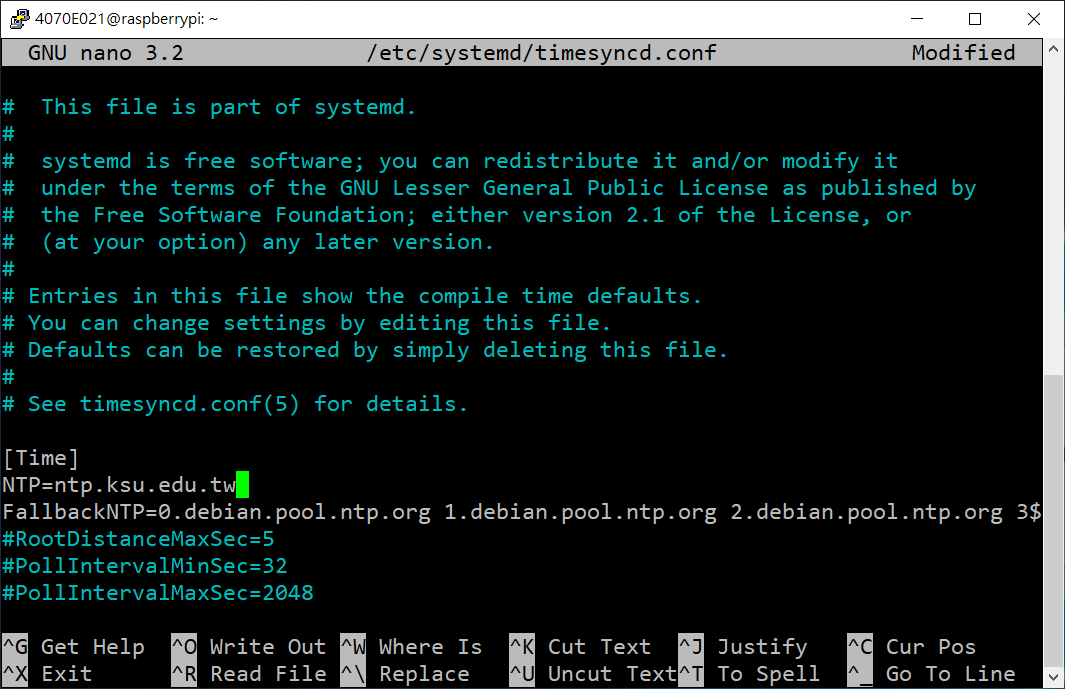 4070E021@raspberrypi: ~
GNU nano 3.2 /etc/systemd/timesyncd.conf Modified
#  This file is part of systemd.
#
#  systemd is free software; you can redistribute it and/or modify it
#  under the terms of the GNU Lesser General Public License as published by
#  the Free Software Foundation; either version 2.1 of the License, or
#  (at your option) any later version.
#
# Entries in this file show the compile time defaults.
# You can change settings by editing this file.
# Defaults can be restored by simply deleting this file.
#
# See timesyncd.conf(5) for details.
[Time]
NTP=ntp.ksu.edu.tw
FallbackNTP=0.debian.pool.ntp.org 1.debian.pool.ntp.org 2.debian.pool.ntp.org 3$
#RootDistanceMaxSec=5
#PollIntervalMinSec=32
#PollIntervalMaxSec=2048
^G Get Help ^O Write Out ^W Where Is ^K Cut Text ^J Justify ^C Cur Pos
^X Exit ^R Read File ^\ Replace ^U Uncut Text ^T To Spell ^_ Go To Line